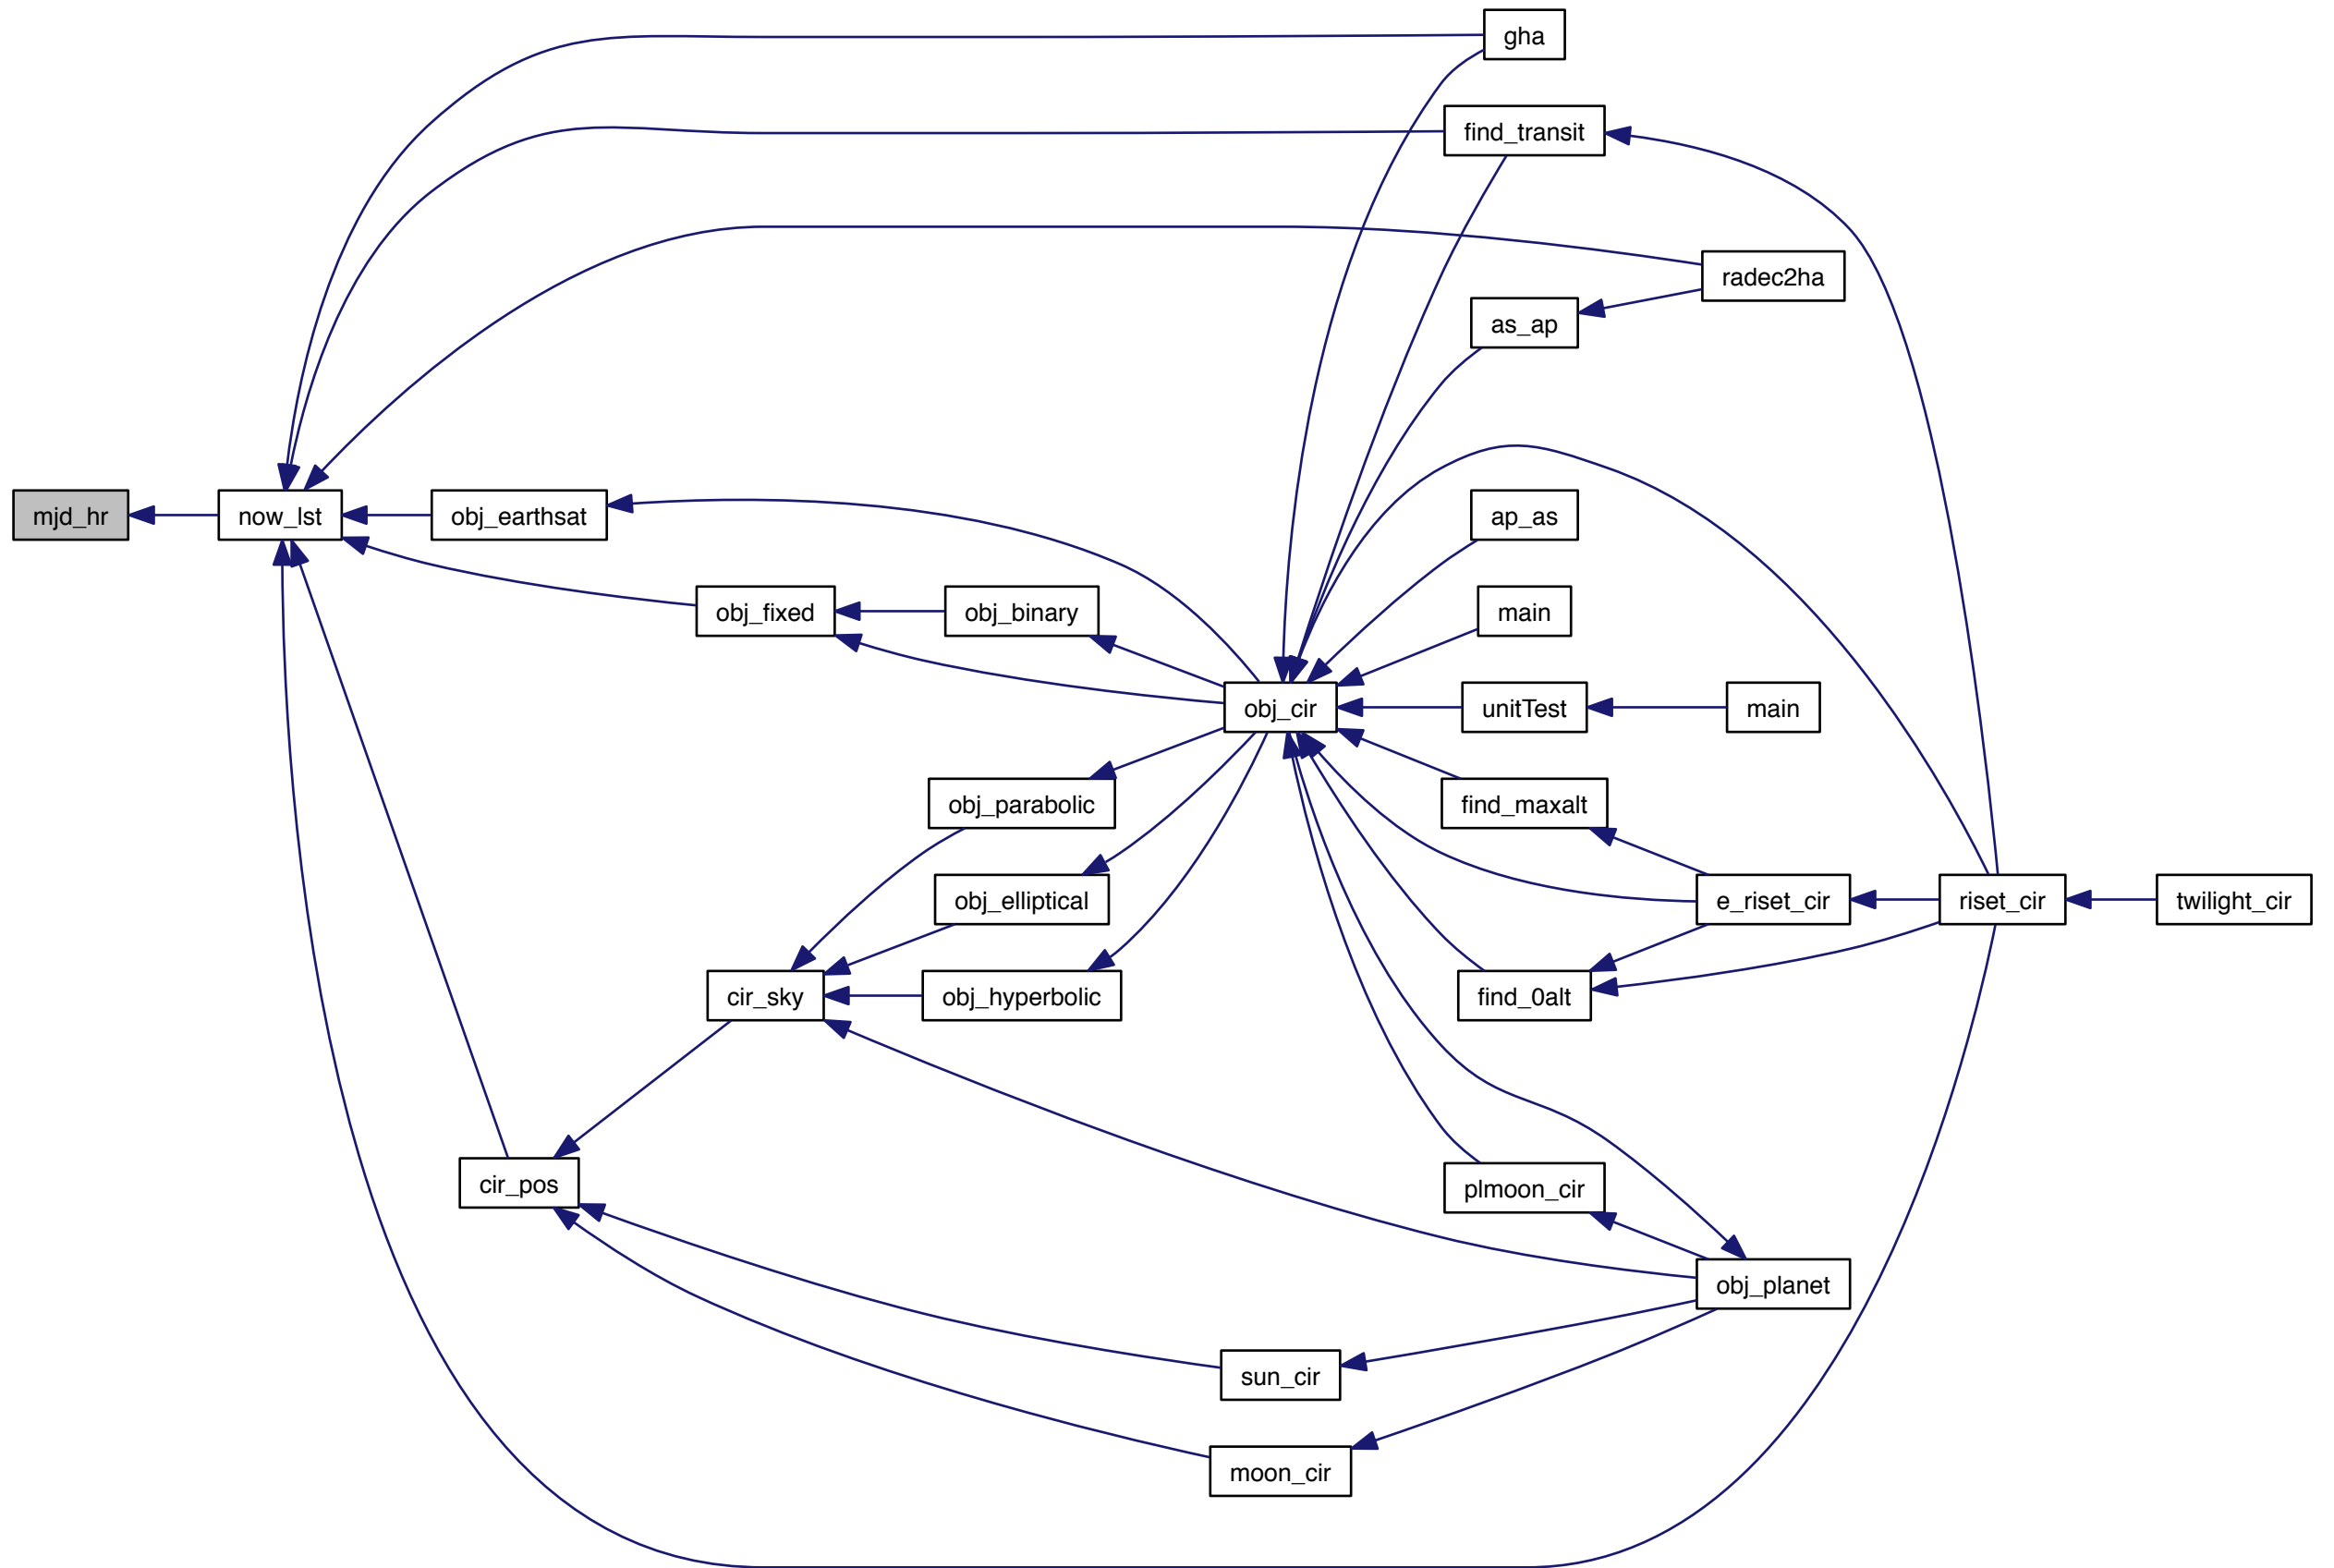 gha
find_transit
radec2ha
as_ap
mjd_hr
now_lst
obj_earthsat
ap_as
obj_fixed
obj_binary
main
obj_cir
unitTest
main
obj_parabolic
find_maxalt
obj_elliptical
e_riset_cir
riset_cir
twilight_cir
cir_sky
obj_hyperbolic
find_0alt
cir_pos
plmoon_cir
obj_planet
sun_cir
moon_cir